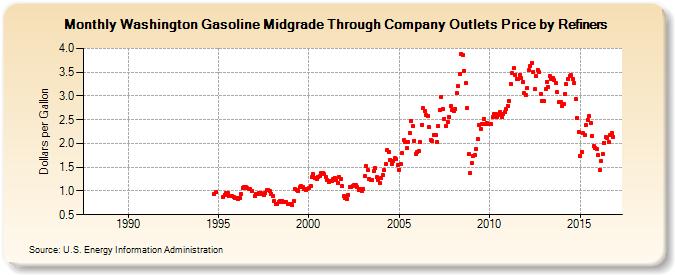 Monthly Washington Gasoline Midgrade Through Company Outlets Price by Refiners
Dollars per Gallon
4.0
3.5
3.0
2.5
2.0
1.5
1.0
0.5
1990 1995 2000 2005 2010 2015
Source: U.S. Energy Information Administration